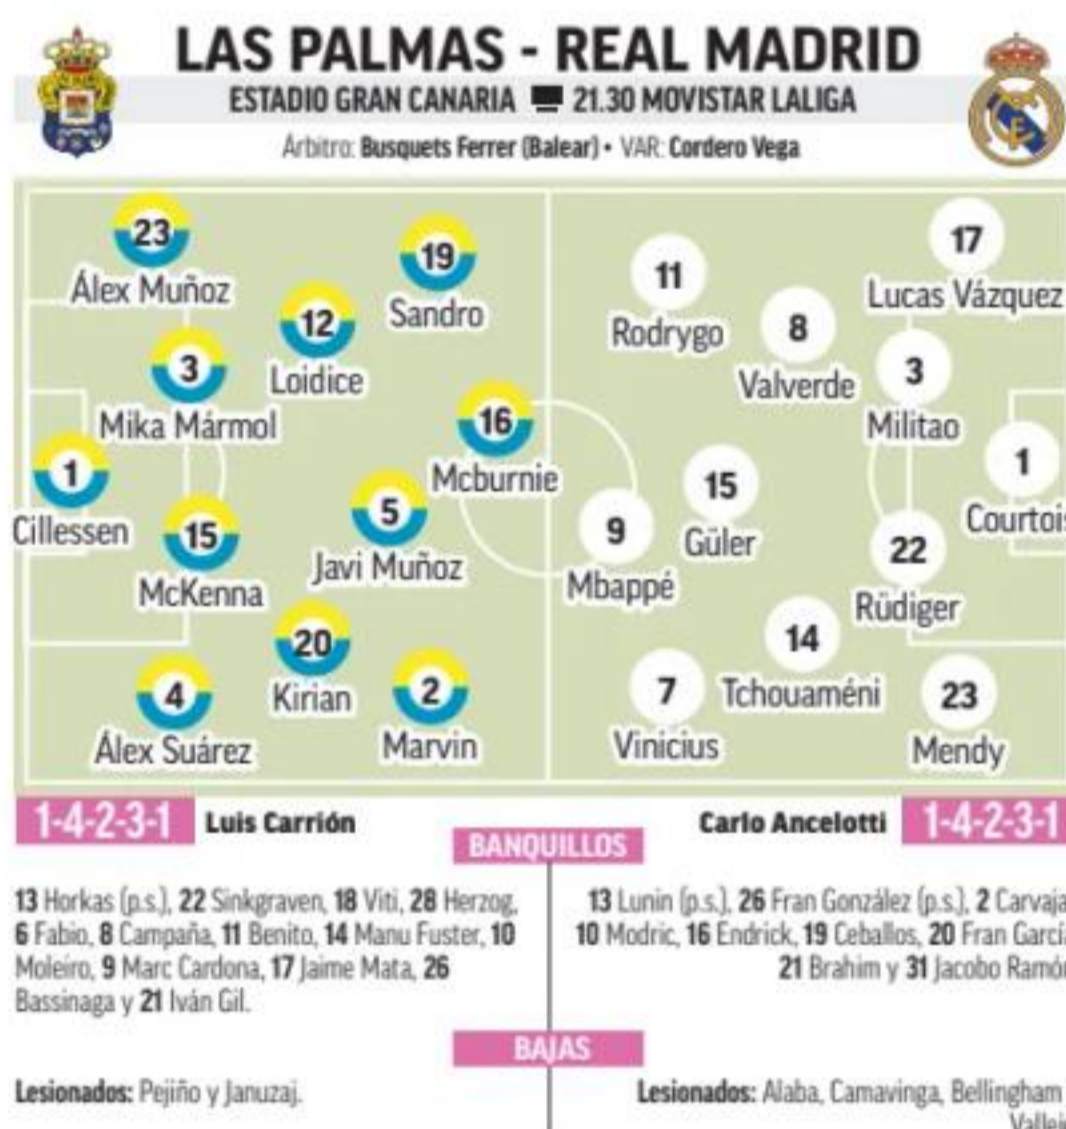 LAS PALMAS - REAL MADRID
ESTADIO GRAN CANARIA 21.30 MOVISTAR LALIGA
Árbitro: Busquets Ferrer (Balear) • VAR: Cordero Vega
23
Álex Muñoz
19
Sandro
12
Loidice
3
Mika Mármol
16
Mcburnie
1
Cillessen
5
Javi Muñoz
15
McKenna
20
Kirian
4
Álex Suárez
2
Marvin
17
Lucas Vázquez
11
Rodrygo
8
Valverde
3
Militao
1
Courtois
15
Güler
9
Mbappé
22
Rüdiger
14
Tchouaméni
7
Vinicius
23
Mendy
1-4-2-3-1 Luis Carrión
Carlo Ancelotti 1-4-2-3-1
BANQUILLOS
13 Horkas (p.s.), 22 Sinkgraven, 18 Viti, 28 Herzog,
6 Fabio, 8 Campaña, 11 Benito, 14 Manu Fuster, 10
Moleiro, 9 Marc Cardona, 17 Jaime Mata, 26
Bassinaga y 21 Iván Gil.
13 Lunin (p.s.), 26 Fran González (p.s.), 2 Carvaja
10 Modric, 16 Endrick, 19 Ceballos, 20 Fran García
21 Brahim y 31 Jacobo Ramón
BAJAS
Lesionados: Pejiño y Januzaj.
Lesionados: Alaba, Camavinga, Bellingham
Vallejo